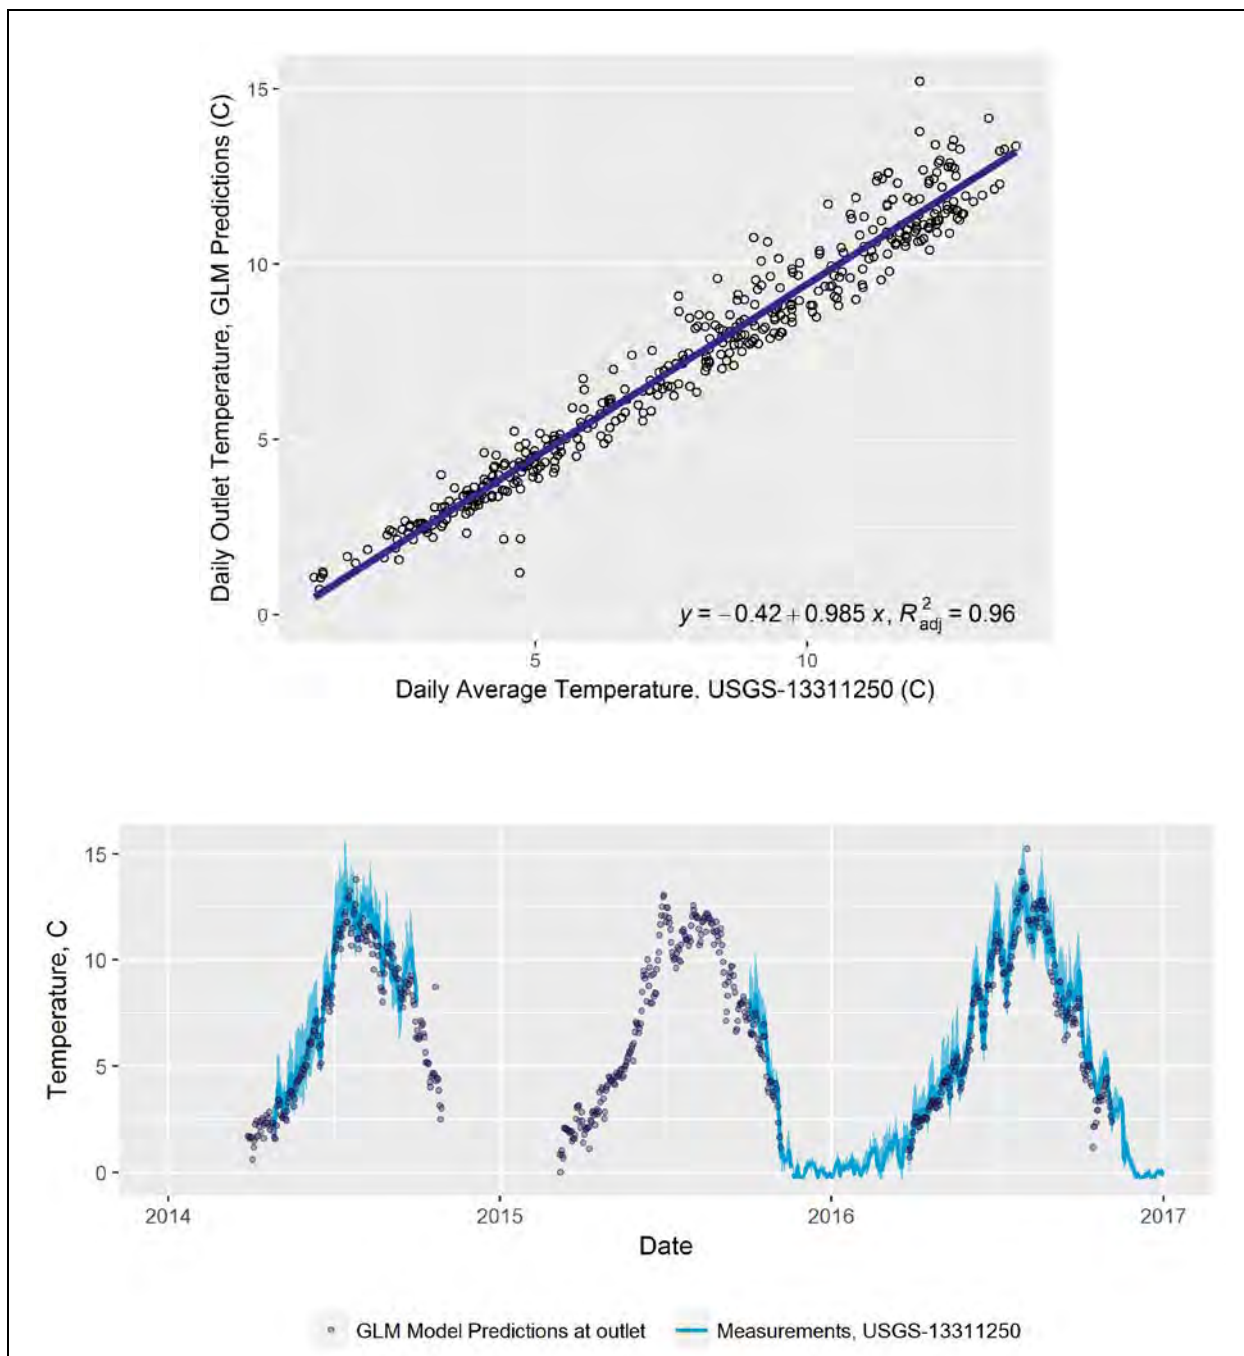 Daily Outlet Temperature, GLM Predictions (C)
15
10
5
0
y = −0.42 + 0.985 x, R²adj = 0.96
5 10
Daily Average Temperature. USGS-13311250 (C)
Temperature, C
15
10
5
0
2014 2015 2016 2017
Date
GLM Model Predictions at outlet Measurements, USGS-13311250